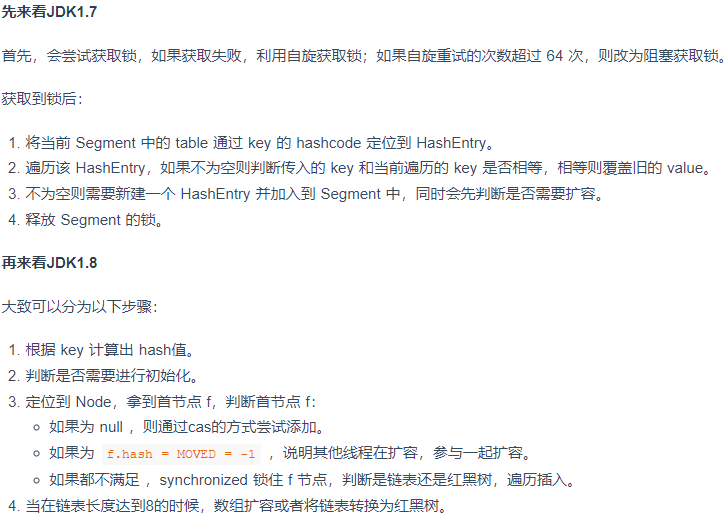 先来看JDK1.7
首先，会尝试获取锁，如果获取失败，利用自旋获取锁；如果自旋重试的次数超过 64 次，则改为阻塞获取锁。
获取到锁后：
1. 将当前 Segment 中的 table 通过 key 的 hashcode 定位到 HashEntry。
2. 遍历该 HashEntry，如果不为空则判断传入的 key 和当前遍历的 key 是否相等，相等则覆盖旧的 value。
3. 不为空则需要新建一个 HashEntry 并加入到 Segment 中，同时会先判断是否需要扩容。
4. 释放 Segment 的锁。
再来看JDK1.8
大致可以分为以下步骤：
1. 根据 key 计算出 hash值。
2. 判断是否需要进行初始化。
3. 定位到 Node，拿到首节点 f，判断首节点 f：
○ 如果为 null ，则通过cas的方式尝试添加。
○ 如果为 f.hash = MOVED = -1 ，说明其他线程在扩容，参与一起扩容。
○ 如果都不满足 ，synchronized 锁住 f 节点，判断是链表还是红黑树，遍历插入。
4. 当在链表长度达到8的时候，数组扩容或者将链表转换为红黑树。